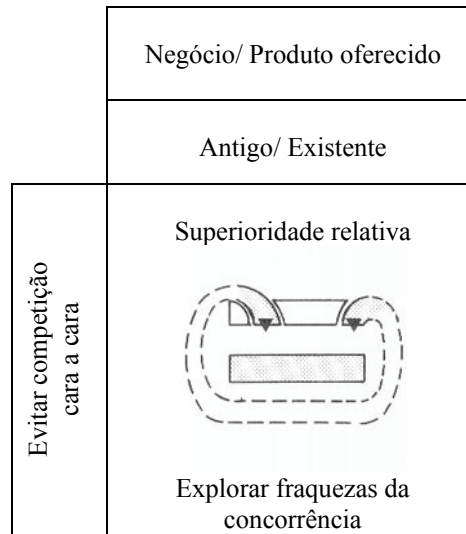 Negócio/ Produto oferecido
Antigo/ Existente
Evitar competição
cara a cara
Superioridade relativa
Explorar fraquezas da
concorrência